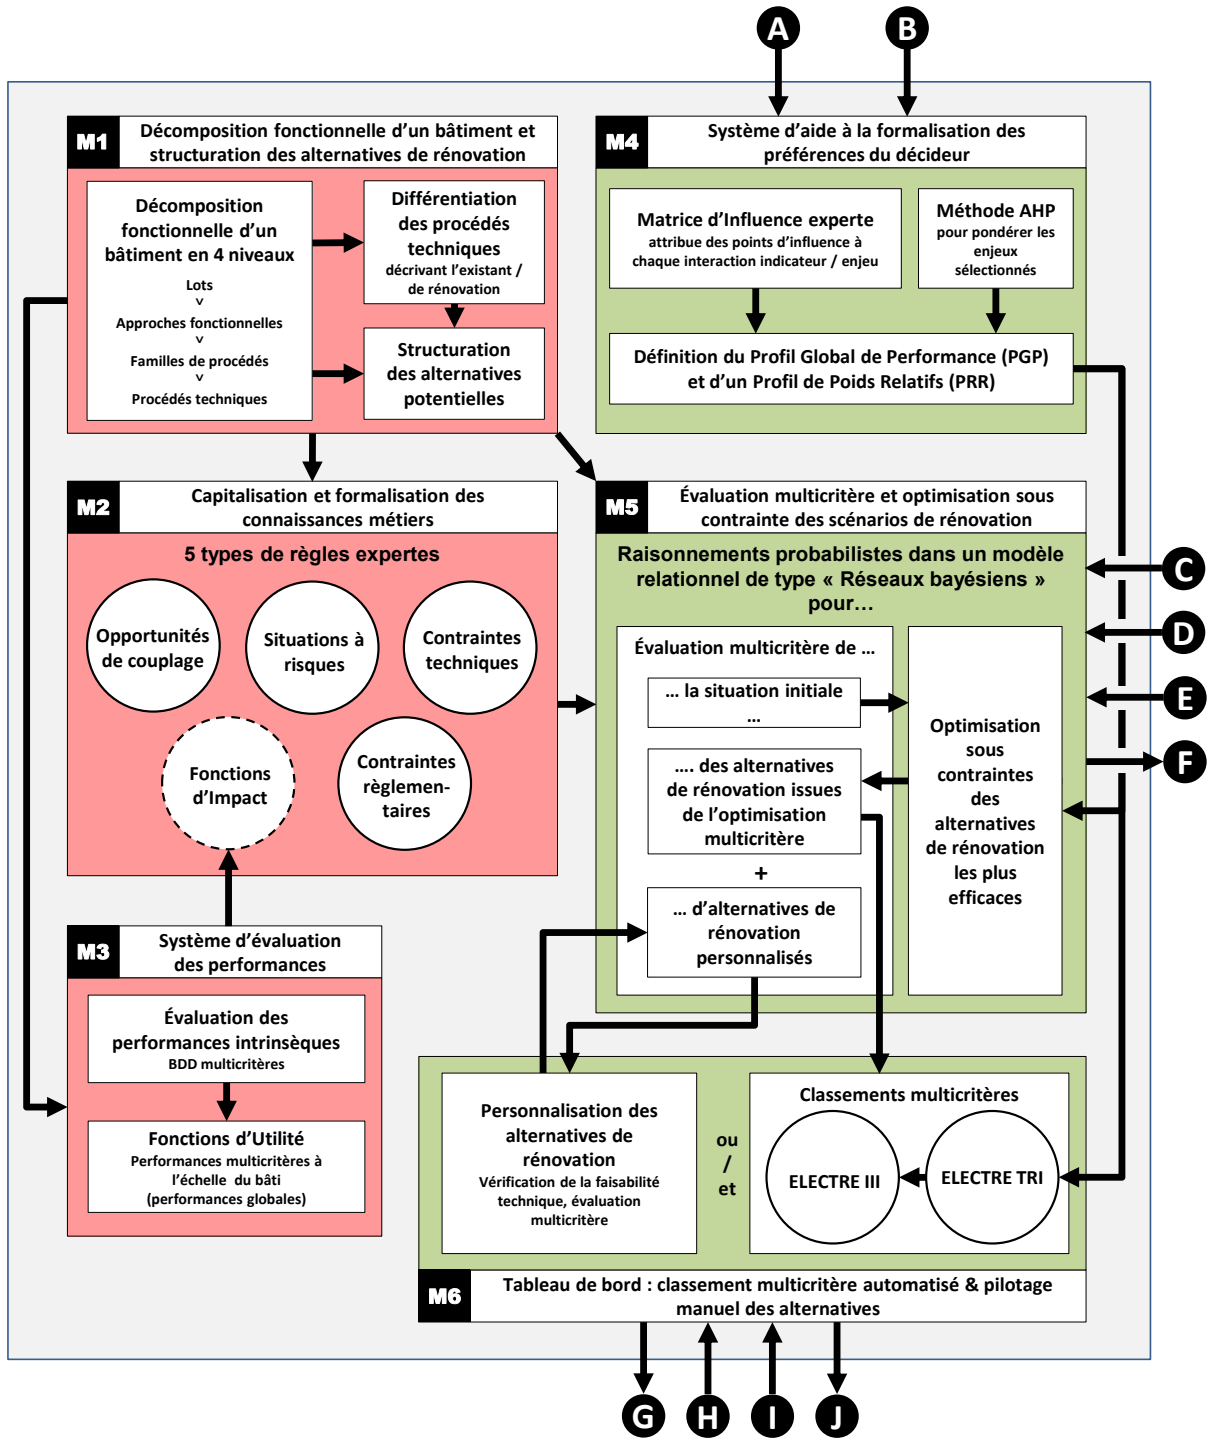 A
B
M1
Décomposition fonctionnelle d'un bâtiment et
structuration des alternatives de rénovation
Décomposition
fonctionnelle d'un
bâtiment en 4 niveaux
Lots
v
Approches fonctionnelles
v
Familles de procédés
v
Procédés techniques
Différentiation
des procédés
techniques
décrivant l'existant /
de rénovation
Structuration
des alternatives
potentielles
M4
Système d'aide à la formalisation des
préférences du décideur
Matrice d'Influence experte
attribue des points d'influence à
chaque interaction indicateur / enjeu
Méthode AHP
pour pondérer les
enjeux
sélectionnés
Définition du Profil Global de Performance (PGP)
et d'un Profil de Poids Relatifs (PRR)
M2
Capitalisation et formalisation des
connaissances métiers
5 types de règles expertes
Opportunités
de couplage
Situations à
risques
Contraintes
techniques
Fonctions
d'Impact
Contraintes
règlemen-
taires
M5
Évaluation multicritère et optimisation sous
contrainte des scénarios de rénovation
Raisonnements probabilistes dans un modèle
relationnel de type « Réseaux bayésiens »
pour…
Évaluation multicritère de …
… la situation initiale
…
…. des alternatives
de rénovation issues
de l'optimisation
multicritère
+
… d'alternatives de
rénovation
personnalisés
Optimisation
sous
contraintes
des
alternatives
de rénovation
les plus
efficaces
C
D
E
F
M3
Système d'évaluation
des performances
Évaluation des
performances intrinsèques
BDD multicritères
Fonctions d'Utilité
Performances multicritères à
l'échelle du bâti
(performances globales)
Personnalisation des
alternatives de
rénovation
Vérification de la faisabilité
technique, évaluation
multicritère
ou
/
et
Classements multicritères
ELECTRE III
ELECTRE TRI
M6
Tableau de bord : classement multicritère automatisé & pilotage
manuel des alternatives
G
H
I
J